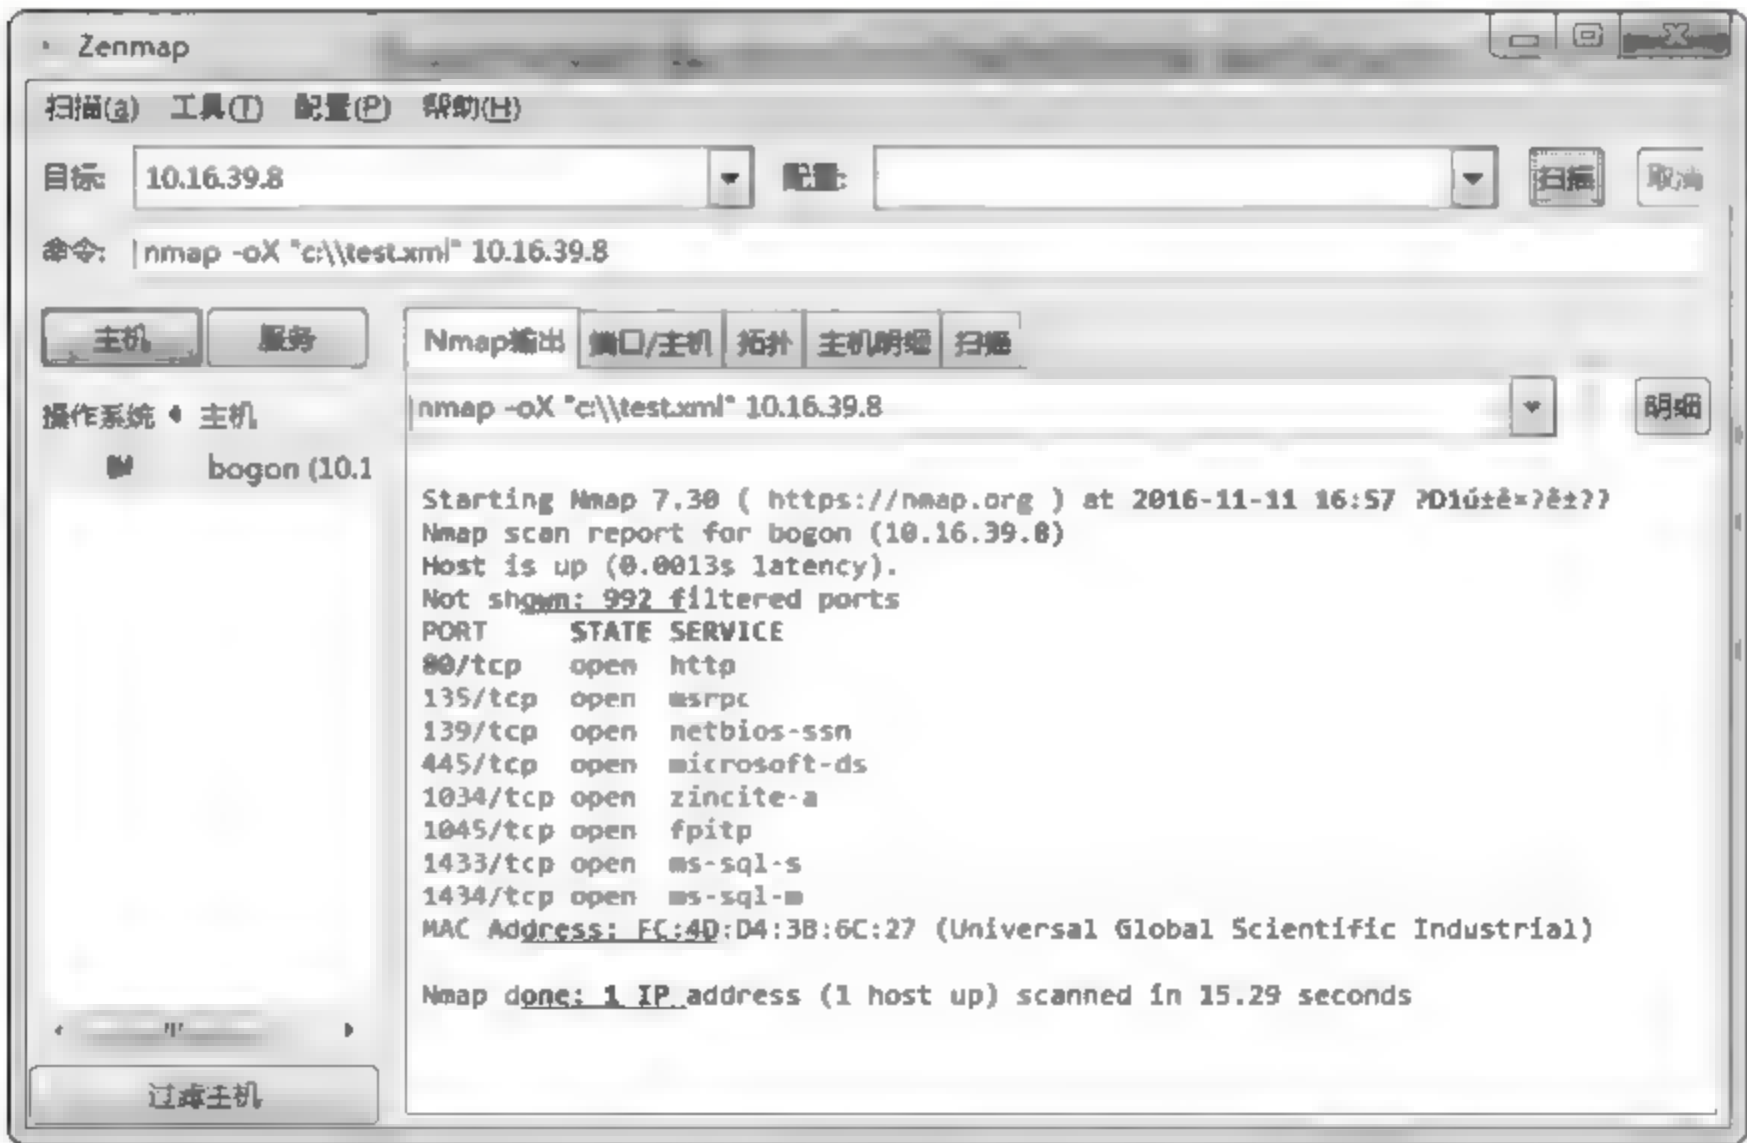 Zenmap
扫描(a) 工具(T) 配置(P) 帮助(H)
目标: 10.16.39.8 配置: 扫描 取消
命令: nmap -oX "c:\\test.xml" 10.16.39.8
主机 服务 Nmap输出 端口/主机 拓扑 主机明细 扫描
操作系统 主机 nmap -oX "c:\\test.xml" 10.16.39.8 明细
bogon (10.1
Starting Nmap 7.30 ( https://nmap.org ) at 2016-11-11 16:57 ?D1ú±ê×?ê±??
Nmap scan report for bogon (10.16.39.8)
Host is up (0.0013s latency).
Not shown: 992 filtered ports
PORT STATE SERVICE
80/tcp open http
135/tcp open msrpc
139/tcp open netbios-ssn
445/tcp open microsoft-ds
1034/tcp open zincite-a
1045/tcp open fpitp
1433/tcp open ms-sql-s
1434/tcp open ms-sql-m
MAC Address: FC:4D:D4:3B:6C:27 (Universal Global Scientific Industrial)
Nmap done: 1 IP address (1 host up) scanned in 15.29 seconds
过滤主机